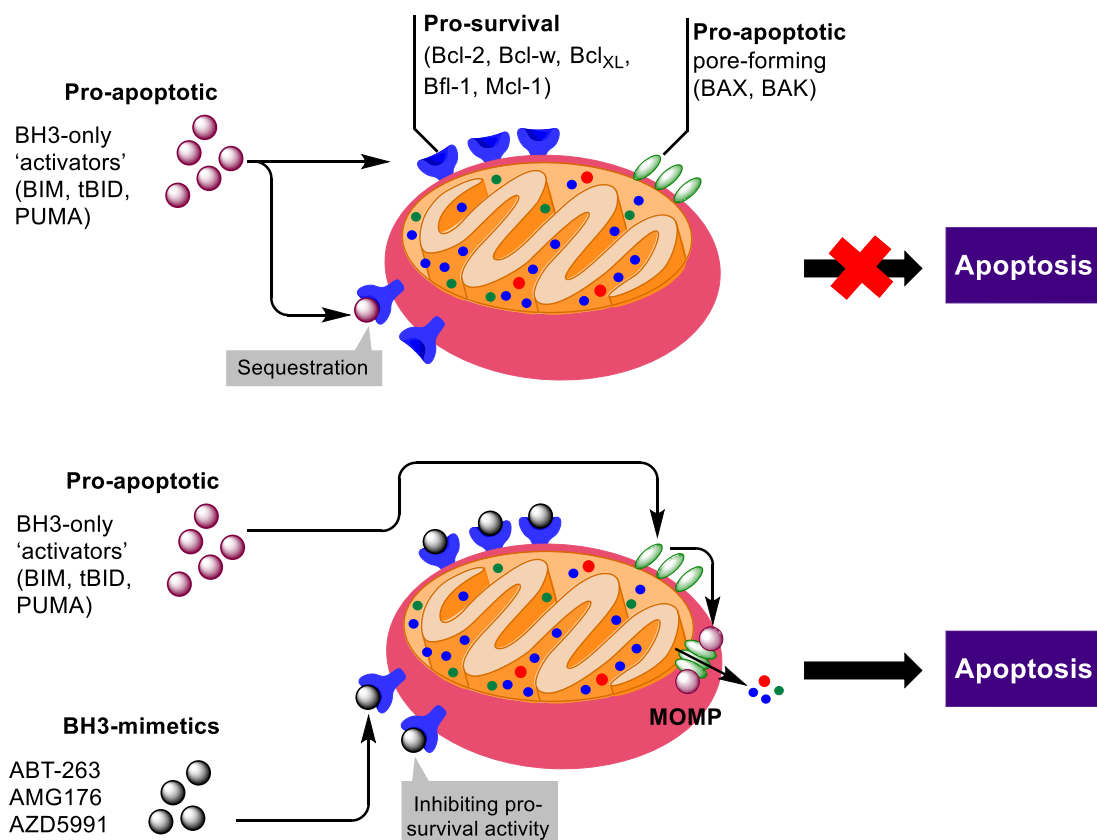 Pro-survival
(Bcl-2, Bcl-w, BclXL,
Bfl-1, Mcl-1)
Pro-apoptotic
pore-forming
(BAX, BAK)
Pro-apoptotic
BH3-only
‘activators’
(BIM, tBID,
PUMA)
Sequestration
Apoptosis
Pro-apoptotic
BH3-only
‘activators’
(BIM, tBID,
PUMA)
MOMP
Apoptosis
BH3-mimetics
ABT-263
AMG176
AZD5991
Inhibiting pro-
survival activity